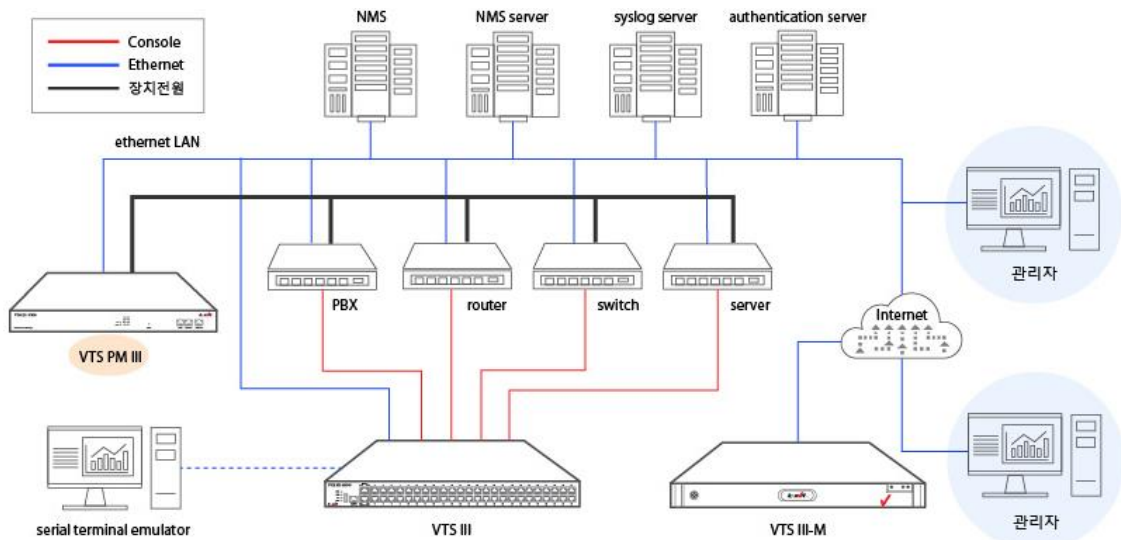 NMS
NMS server
syslog server
authentication server
Console
Ethernet
장치전원
ethernet LAN
관리자
PBX
router
switch
server
Internet
VTS PM III
관리자
serial terminal emulator
VTS III
VTS III-M